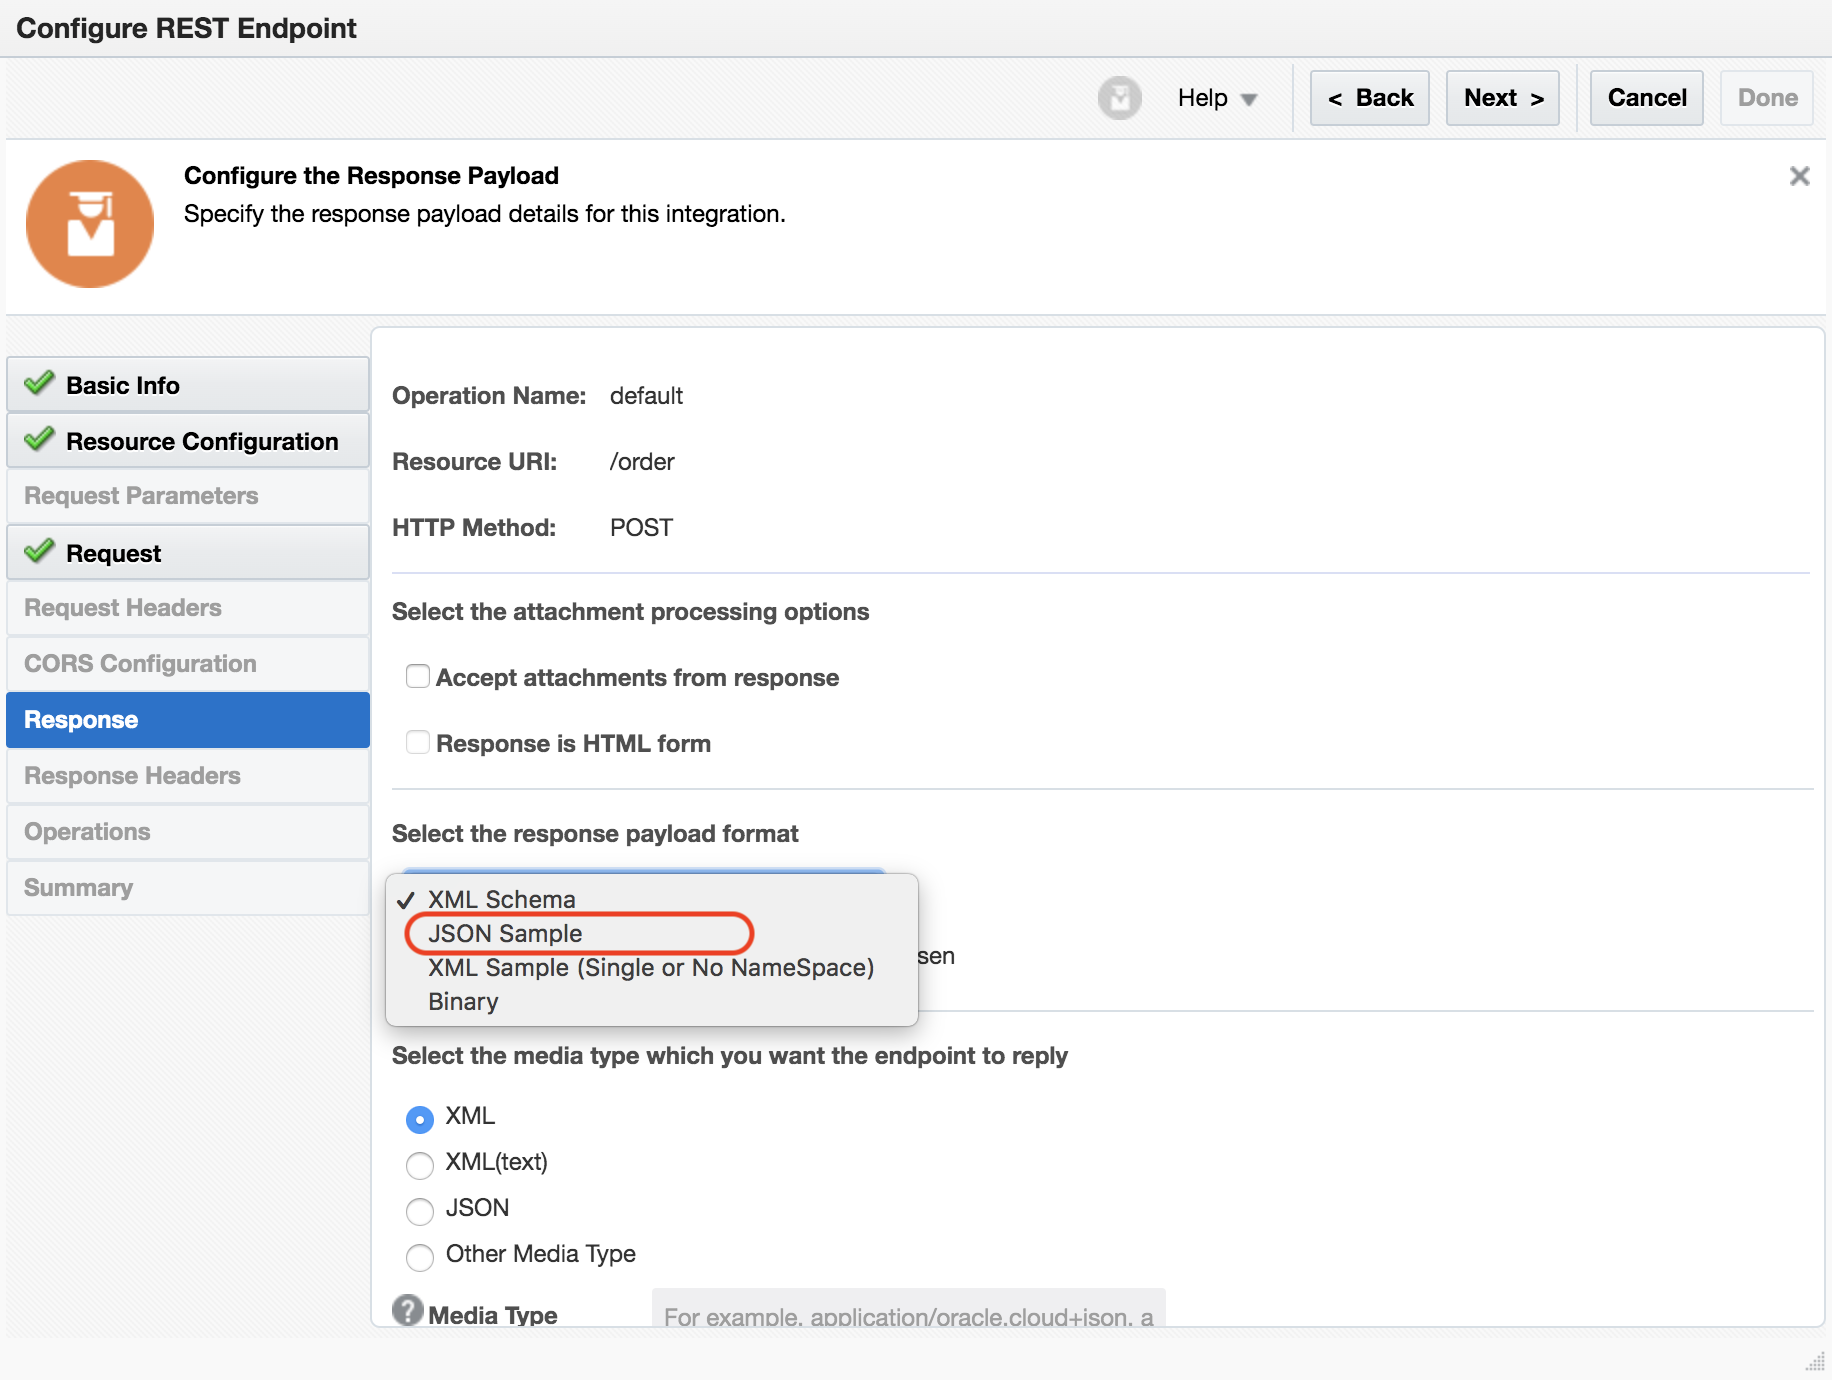 Configure REST Endpoint
Help
< Back
Next >
Cancel
Done
Configure the Response Payload
Specify the response payload details for this integration.
Basic Info
Resource Configuration
Request Parameters
Request
Request Headers
CORS Configuration
Response
Response Headers
Operations
Summary
Operation Name: default
Resource URI: /order
HTTP Method: POST
Select the attachment processing options
Accept attachments from response
Response is HTML form
Select the response payload format
✓ XML Schema
JSON Sample
XML Sample (Single or No NameSpace)
sen
Binary
Select the media type which you want the endpoint to reply
XML
XML(text)
JSON
Other Media Type
? Media Type
For example, application/oracle.cloud+json, a